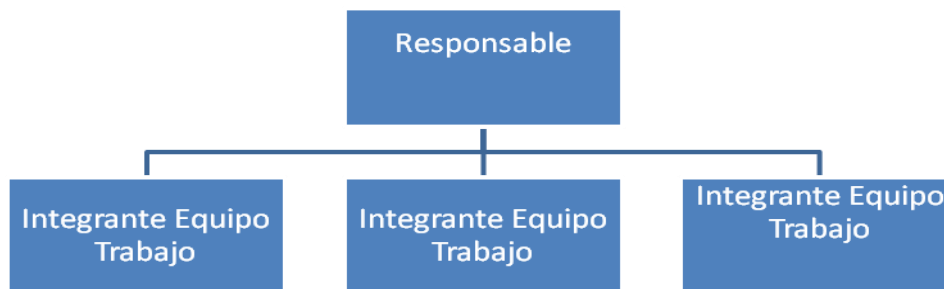 Responsable
Integrante Equipo
Trabajo
Integrante Equipo
Trabajo
Integrante Equipo
Trabajo